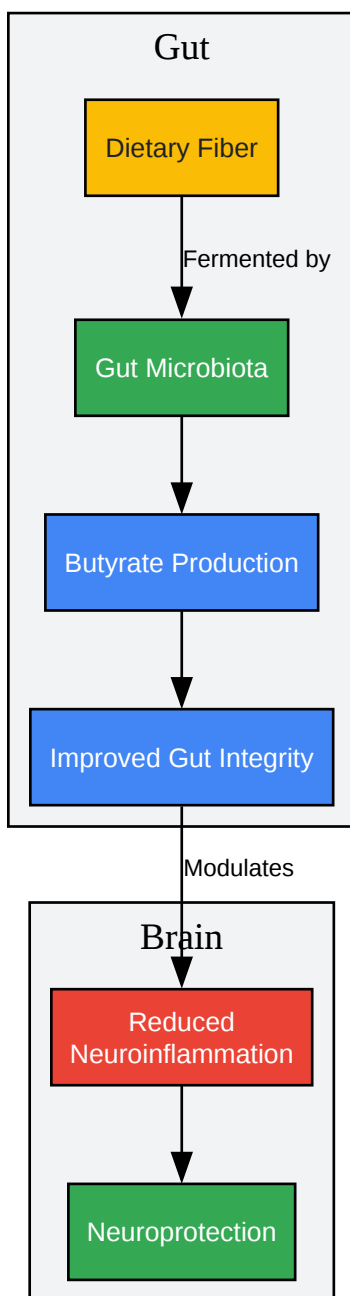 Gut
Dietary Fiber
Fermented by
Gut Microbiota
Butyrate Production
Improved Gut Integrity
Modulates
Brain
Reduced
Neuroinflammation
Neuroprotection